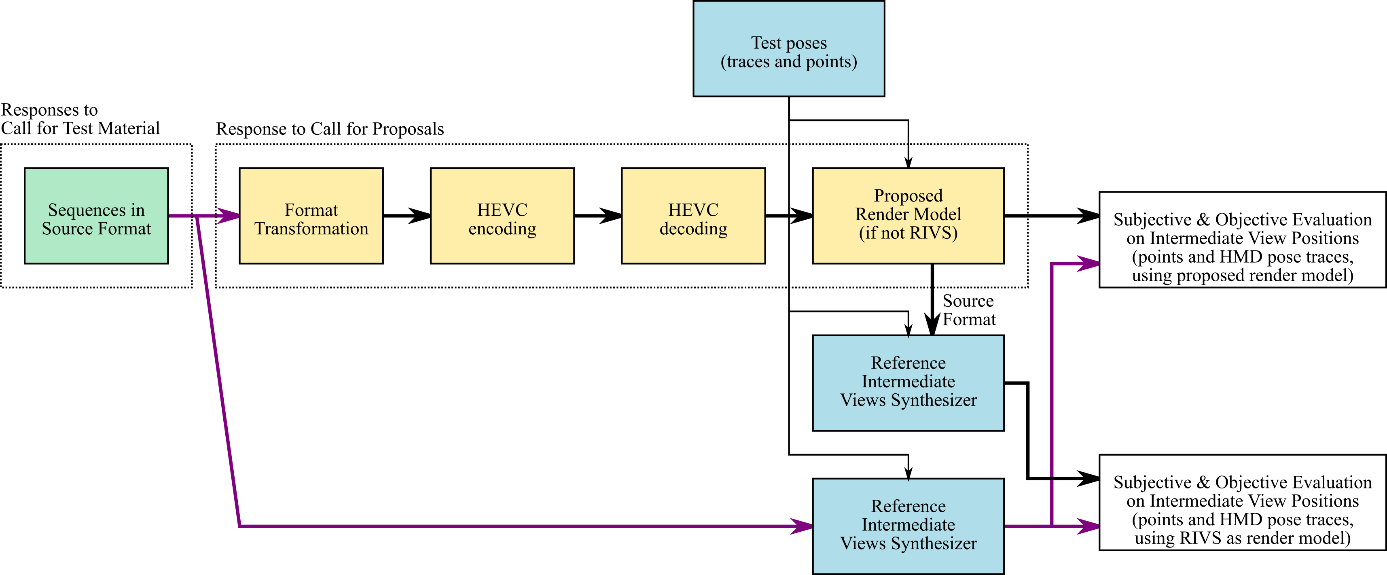 Test poses
(traces and points)
Responses to
Call for Test Material
Response to Call for Proposals
Sequences in
Source Format
Format
Transformation
HEVC
encoding
HEVC
decoding
Proposed
Render Model
(if not RIVS)
Subjective & Objective Evaluation
on Intermediate View Positions
(points and HMD pose traces,
using proposed render model)
Source
Format
Reference
Intermediate
Views Synthesizer
Reference
Intermediate
Views Synthesizer
Subjective & Objective Evaluation
on Intermediate View Positions
(points and HMD pose traces,
using RIVS as render model)